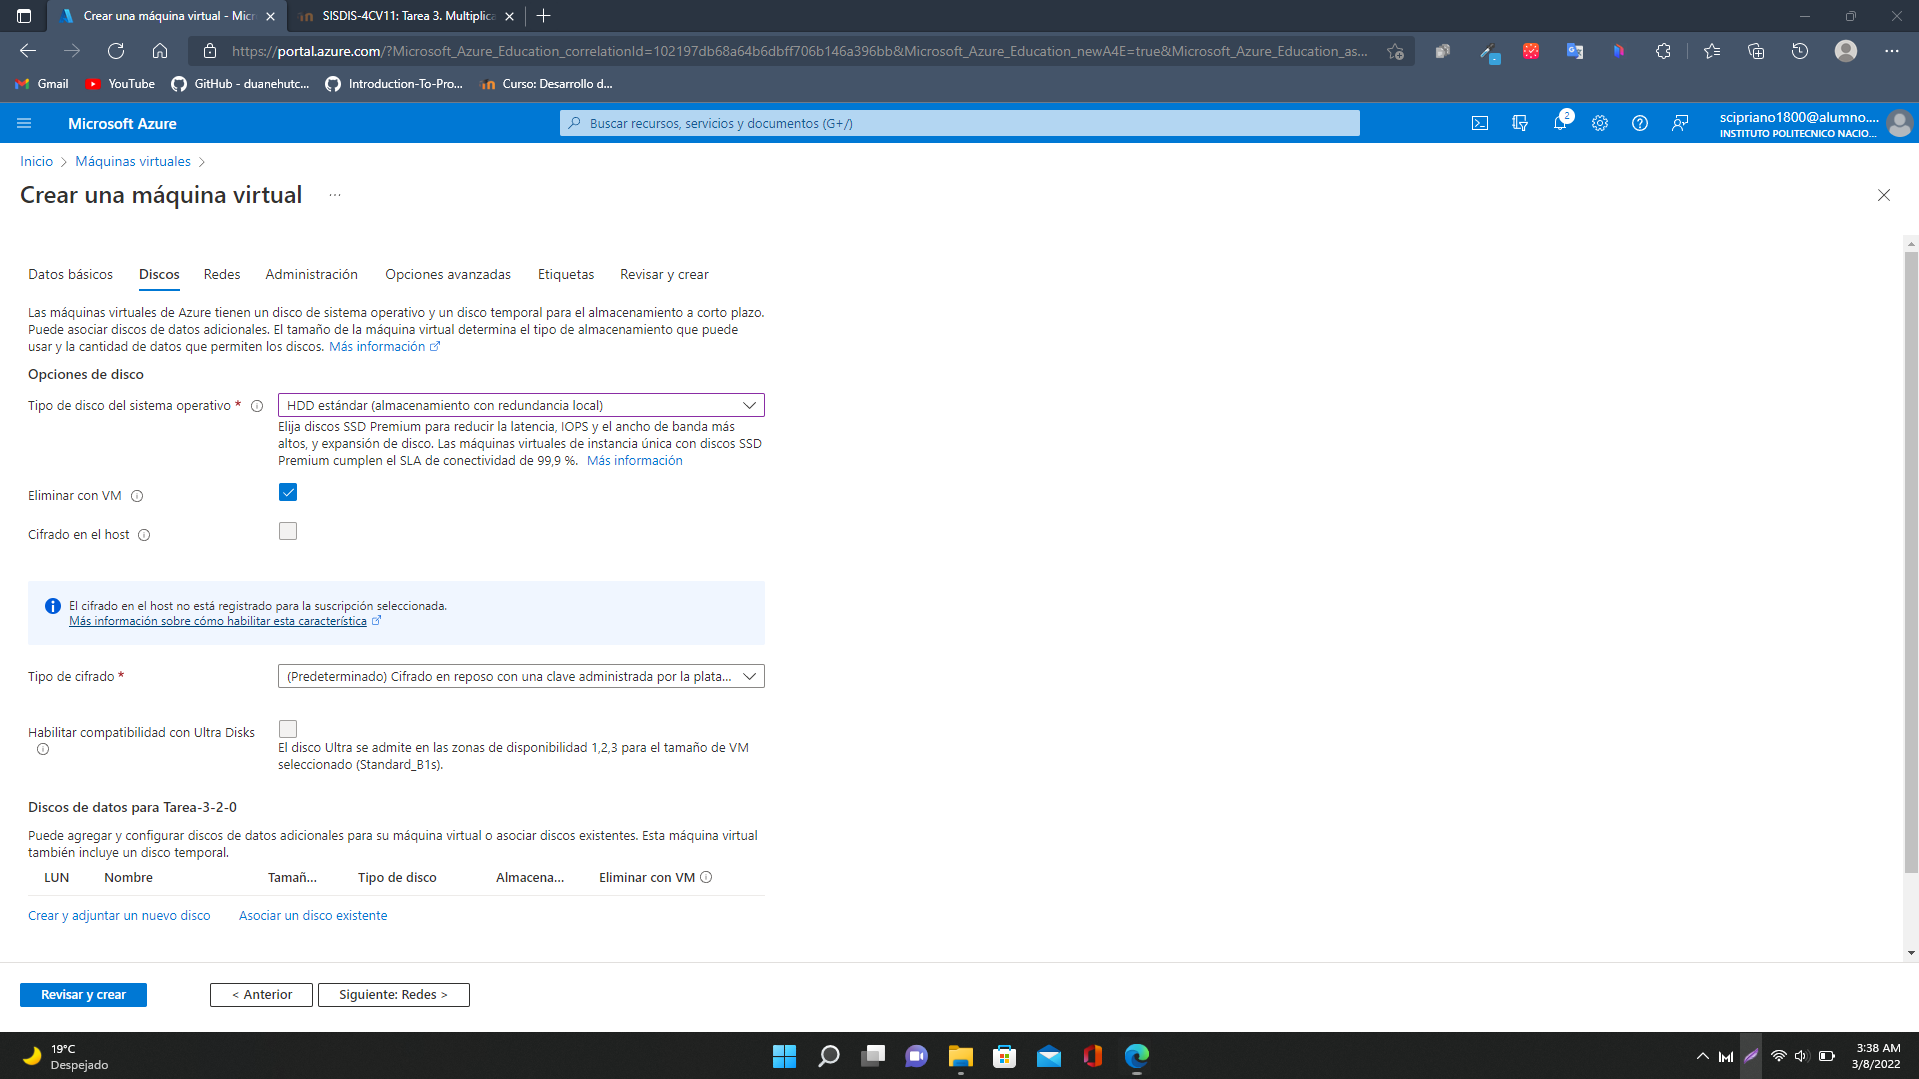 Crear una máquina virtual - Micr
SISDIS-4CV11: Tarea 3. Multiplica
https://portal.azure.com/?Microsoft_Azure_Education_correlationId=102197db68a64b6dbff706b146a396bb&Microsoft_Azure_Education_newA4E=true&Microsoft_Azure_Education_as...
Gmail
YouTube
GitHub - duanehutc...
Introduction-To-Pro...
Curso: Desarrollo d...
Microsoft Azure
Buscar recursos, servicios y documentos (G+/)
2
scipriano1800@alumno....
INSTITUTO POLITECNICO NACIO...
Inicio > Máquinas virtuales >
Crear una máquina virtual ...
Datos básicos
Discos
Redes
Administración
Opciones avanzadas
Etiquetas
Revisar y crear
Las máquinas virtuales de Azure tienen un disco de sistema operativo y un disco temporal para el almacenamiento a corto plazo.
Puede asociar discos de datos adicionales. El tamaño de la máquina virtual determina el tipo de almacenamiento que puede
usar y la cantidad de datos que permiten los discos. Más información
Opciones de disco
Tipo de disco del sistema operativo *
HDD estándar (almacenamiento con redundancia local)
Elija discos SSD Premium para reducir la latencia, IOPS y el ancho de banda más
altos, y expansión de disco. Las máquinas virtuales de instancia única con discos SSD
Premium cumplen el SLA de conectividad de 99,9 %. Más información
Eliminar con VM
Cifrado en el host
El cifrado en el host no está registrado para la suscripción seleccionada.
Más información sobre cómo habilitar esta característica
Tipo de cifrado *
(Predeterminado) Cifrado en reposo con una clave administrada por la plata...
Habilitar compatibilidad con Ultra Disks
El disco Ultra se admite en las zonas de disponibilidad 1,2,3 para el tamaño de VM
seleccionado (Standard_B1s).
Discos de datos para Tarea-3-2-0
Puede agregar y configurar discos de datos adicionales para su máquina virtual o asociar discos existentes. Esta máquina virtual
también incluye un disco temporal.
LUN
Nombre
Tamañ...
Tipo de disco
Almacena...
Eliminar con VM
Crear y adjuntar un nuevo disco
Asociar un disco existente
Revisar y crear
< Anterior
Siguiente: Redes >
19°C
Despejado
3:38 AM
3/8/2022